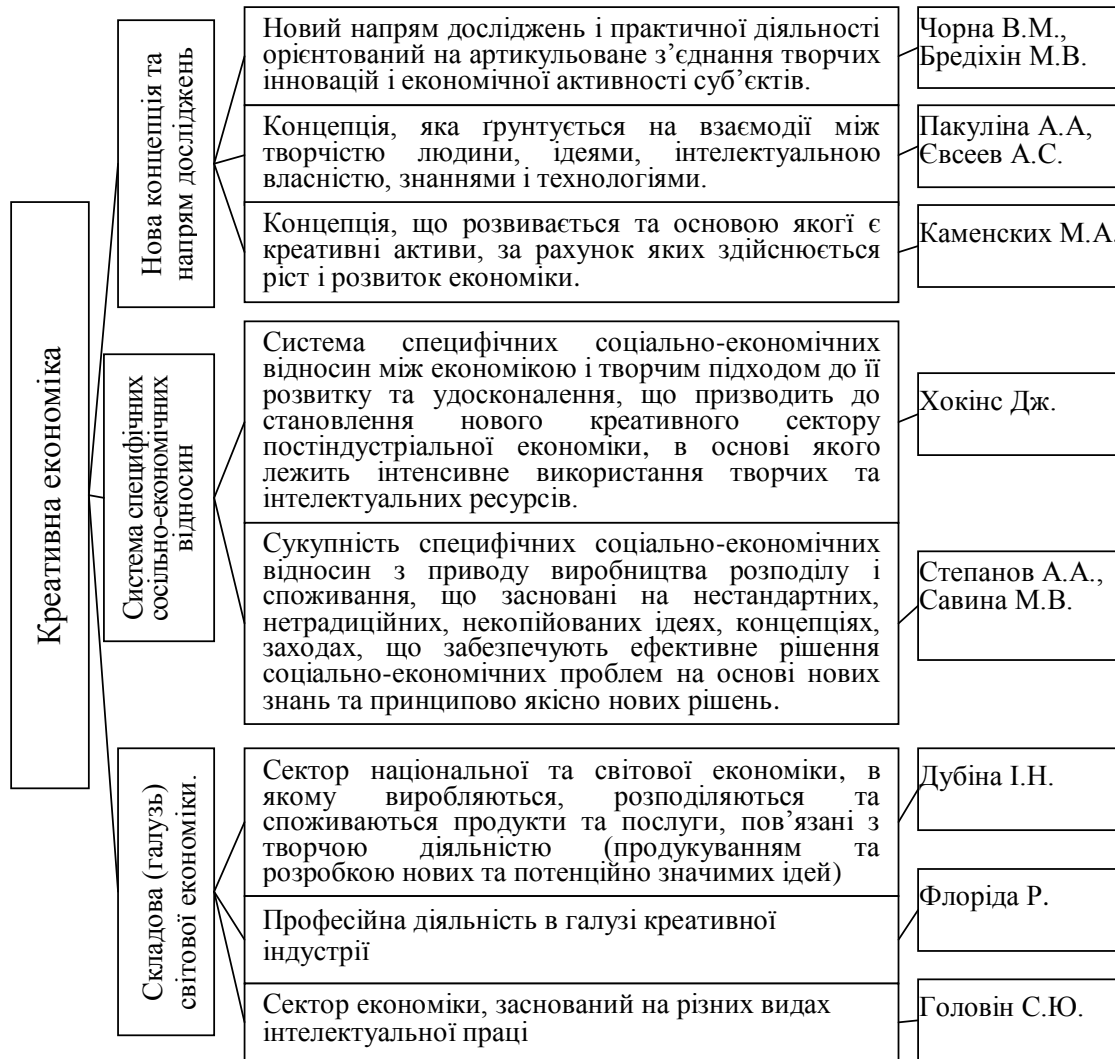 Креативна економіка
Нова концепція та
напрям досліджень
Новий напрям досліджень і практичної діяльності
орієнтований на артикульоване з’єднання творчих
інновацій і економічної активності суб’єктів.
Чорна В.М.,
Бредіхін М.В.
Концепція, яка ґрунтується на взаємодії між
творчістю людини, ідеями, інтелектуальною
власністю, знаннями і технологіями.
Пакуліна А.А,
Євсеев А.С.
Концепція, що розвивається та основою якогї є
креативні активи, за рахунок яких здійснюється
ріст і розвиток економіки.
Каменских М.А.
Система специфічних
сосільно-економічних
відносин
Система специфічних соціально-економічних
відносин між економікою і творчим підходом до її
розвитку та удосконалення, що призводить до
становлення нового креативного сектору
постіндустріальної економіки, в основі якого
лежить інтенсивне використання творчих та
інтелектуальних ресурсів.
Хокінс Дж.
Сукупність специфічних соціально-економічних
відносин з приводу виробництва розподілу і
споживання, що засновані на нестандартних,
нетрадиційних, некопійованих ідеях, концепціях,
заходах, що забезпечують ефективне рішення
соціально-економічних проблем на основі нових
знань та принципово якісно нових рішень.
Степанов А.А.,
Савина М.В.
Складова (галузь)
світової економіки.
Сектор національної та світової економіки, в
якому виробляються, розподіляються та
споживаються продукти та послуги, пов’язані з
творчою діяльністю (продукуванням та
розробкою нових та потенційно значимих ідей)
Дубіна І.Н.
Професійна діяльність в галузі креативної
індустрії
Флоріда Р.
Сектор економіки, заснований на різних видах
інтелектуальної праці
Головін С.Ю.